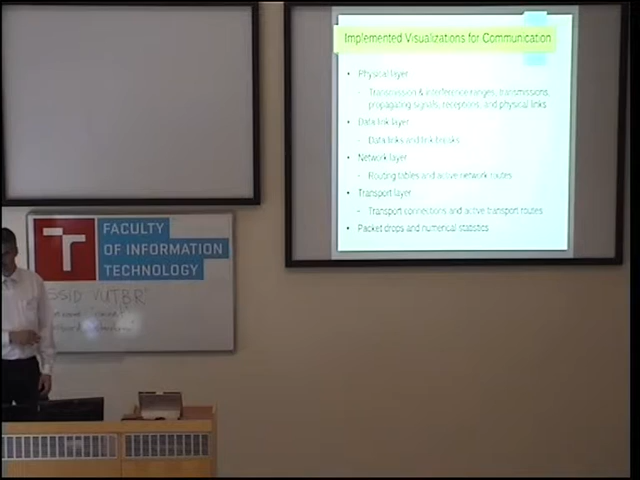 Implemented Visualizations for Communication
• Physical layer
- Transmission & interference ranges, transmissions,
propagating signals, receptions, and physical links
• Data link layer
- Data links and link breaks
• Network layer
- Routing tables and active network routes
• Transport layer
- Transport connections and active transport routes
• Packet drops and numerical statistics
FACULTY
OF INFORMATION
TECHNOLOGY
SSID VUTBR